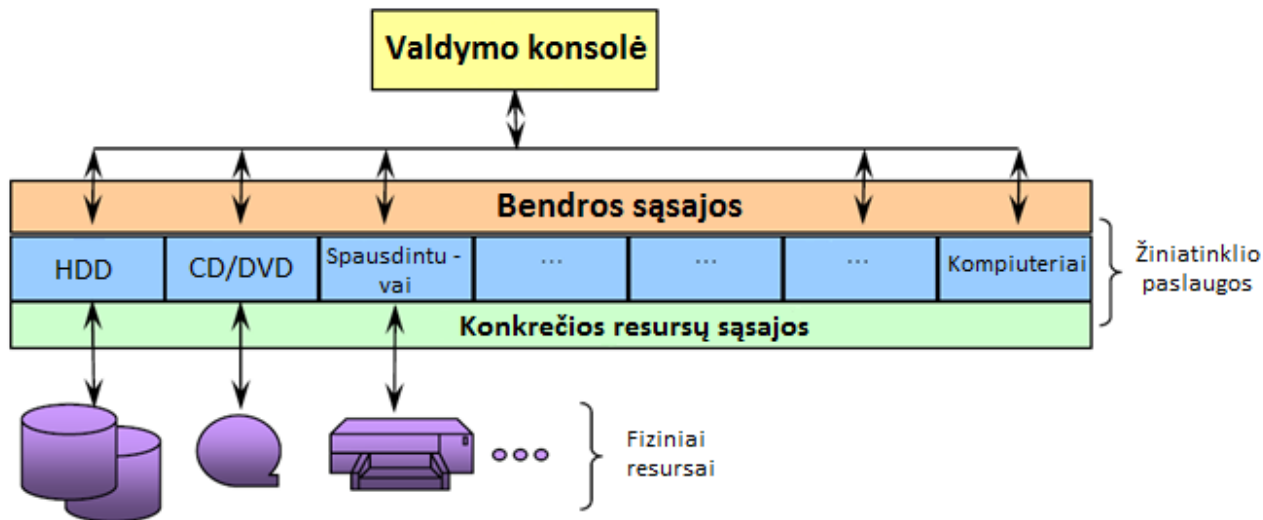 Valdymo konsolė
Bendros sąsajos
HDD
CD/DVD
Spausdintu -
vai
...
...
...
Kompiuteriai
Žiniatinklio
paslaugos
Konkrečios resursų sąsajos
Fiziniai
resursai